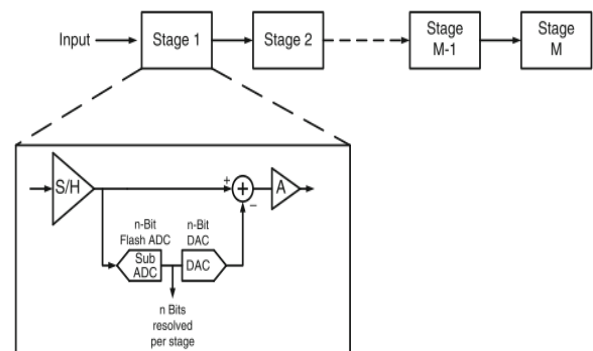 Input
Stage 1
Stage 2
Stage
M-1
Stage
M
S/H
+
+
−
A
n-Bit
Flash ADC
n-Bit
DAC
Sub
ADC
DAC
n Bits
resolved
per stage